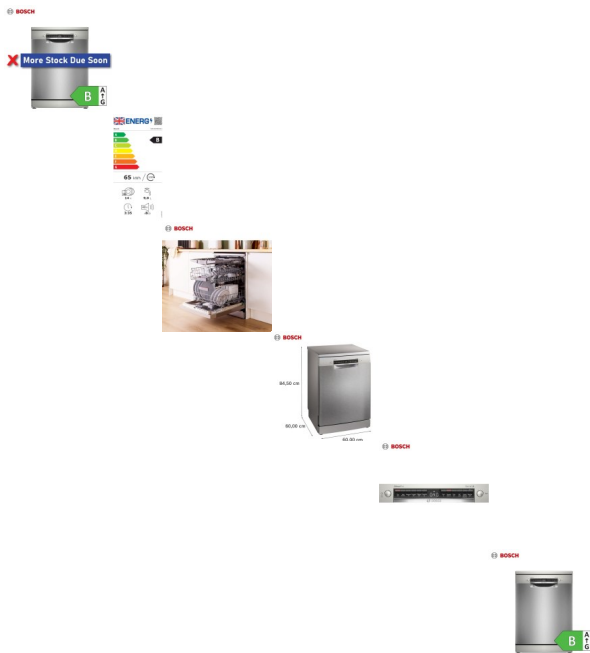 BOSCH
More Stock Due Soon
B
A
G
ENERG
B
65
BOSCH
BOSCH
84,50 cm
60,00 cm
60,00 cm
BOSCH
BOSCH
B
A
G